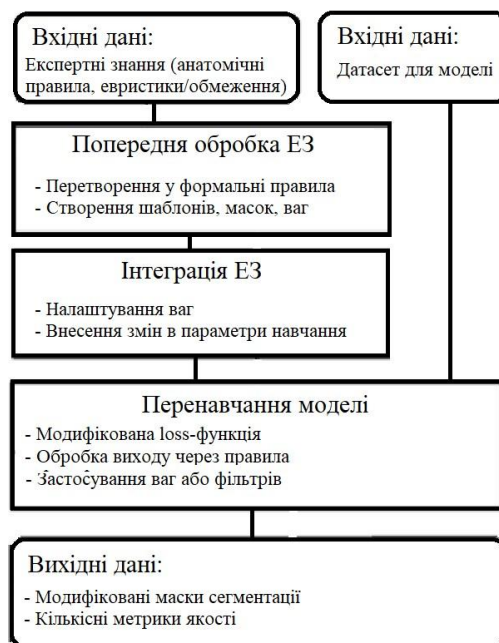 Вхідні дані:
Експертні знання (анатомічні
правила, евристики/обмеження)
Вхідні дані:
Датасет для моделі
Попередня обробка ЕЗ
- Перетворення у формальні правила
- Створення шаблонів, масок, ваг
Інтеграція ЕЗ
- Налаштування ваг
- Внесення змін в параметри навчання
Перенавчання моделі
- Модифікована loss-функція
- Обробка виходу через правила
- Застосування ваг або фільтрів
Вихідні дані:
- Модифіковані маски сегментації
- Кількісні метрики якості